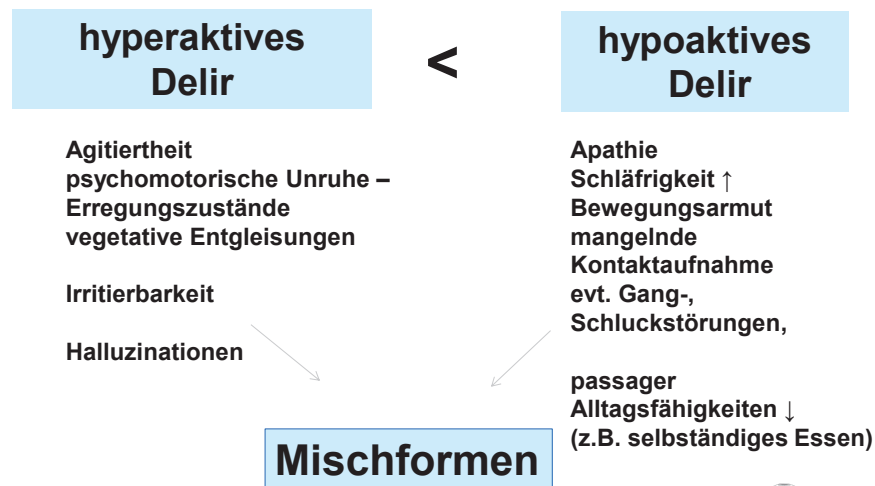 hyperaktives
Delir
<
hypoaktives
Delir
Agitiertheit
psychomotorische Unruhe –
Erregungszustände
vegetative Entgleisungen
Irritierbarkeit
Halluzinationen
Apathie
Schläfrigkeit ↑
Bewegungsarmut
mangelnde
Kontaktaufnahme
evt. Gang-,
Schluckstörungen,
passager
Alltagsfähigkeiten ↓
(z.B. selbständiges Essen)
Mischformen